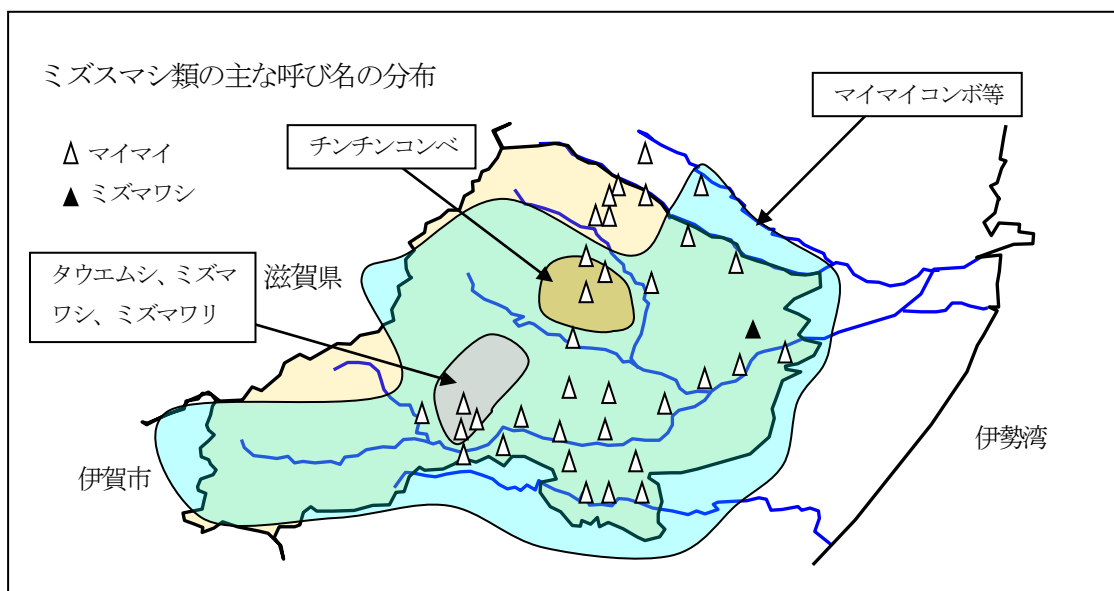 ミズスマシ類の主な呼び名の分布
マイマイコンボ等
チンチンコンベ
△ マイマイ
▲ ミズマワシ
タウエムシ、ミズマ
ワシ、ミズマワリ
滋賀県
伊賀市
伊勢湾